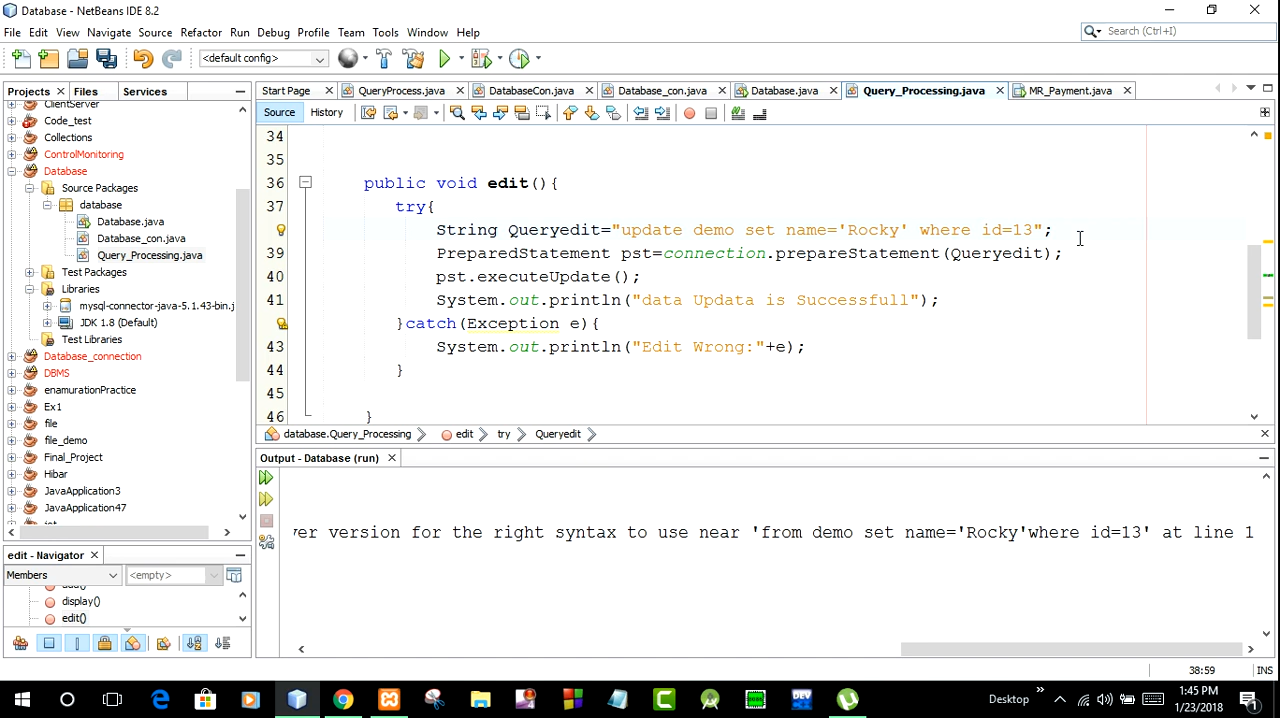 Database - NetBeans IDE 8.2
File Edit View Navigate Source Refactor Run Debug Profile Team Tools Window Help
Search (Ctrl+I)
<default config>
Projects Files Services
Start Page QueryProcess.java DatabaseCon.java Database_con.java Database.java Query_Processing.java MR_Payment.java
Source History
ClientServer
Code_test
Collections
ControlMonitoring
Database
Source Packages
database
Database.java
Database_con.java
Query_Processing.java
Test Packages
Libraries
mysql-connector-java-5.1.43-bin.j
JDK 1.8 (Default)
Test Libraries
Database_connection
DBMS
enamurationPractice
Ex1
file
file_demo
Final_Project
Hibar
JavaApplication3
JavaApplication47
34
35
36 public void edit(){
37 try{
String Queryedit="update demo set name='Rocky' where id=13";
39 PreparedStatement pst=connection.prepareStatement(Queryedit);
40 pst.executeUpdate();
41 System.out.println("data Updata is Successfull");
}catch(Exception e){
43 System.out.println("Edit Wrong:"+e);
44 }
45
46 }
database.Query_Processing edit try Queryedit
Output - Database (run)
ver version for the right syntax to use near 'from demo set name='Rocky'where id=13' at line 1
edit - Navigator
Members <empty>
display()
edit()
38:59 INS
Desktop
1:45 PM
1/23/2018